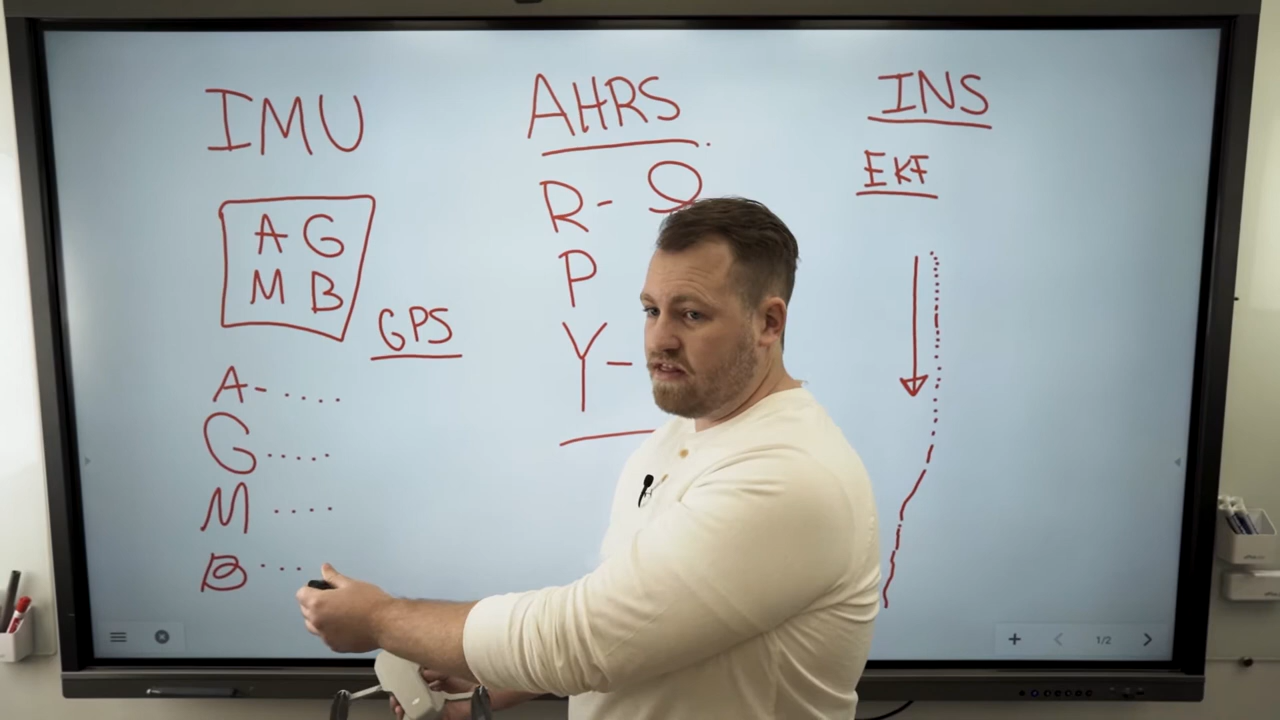 IMU
A G
M B
GPS
A- .....
G .....
M ....
B ...
AHRS
R-
P
Y-
INS
EKF
1/2